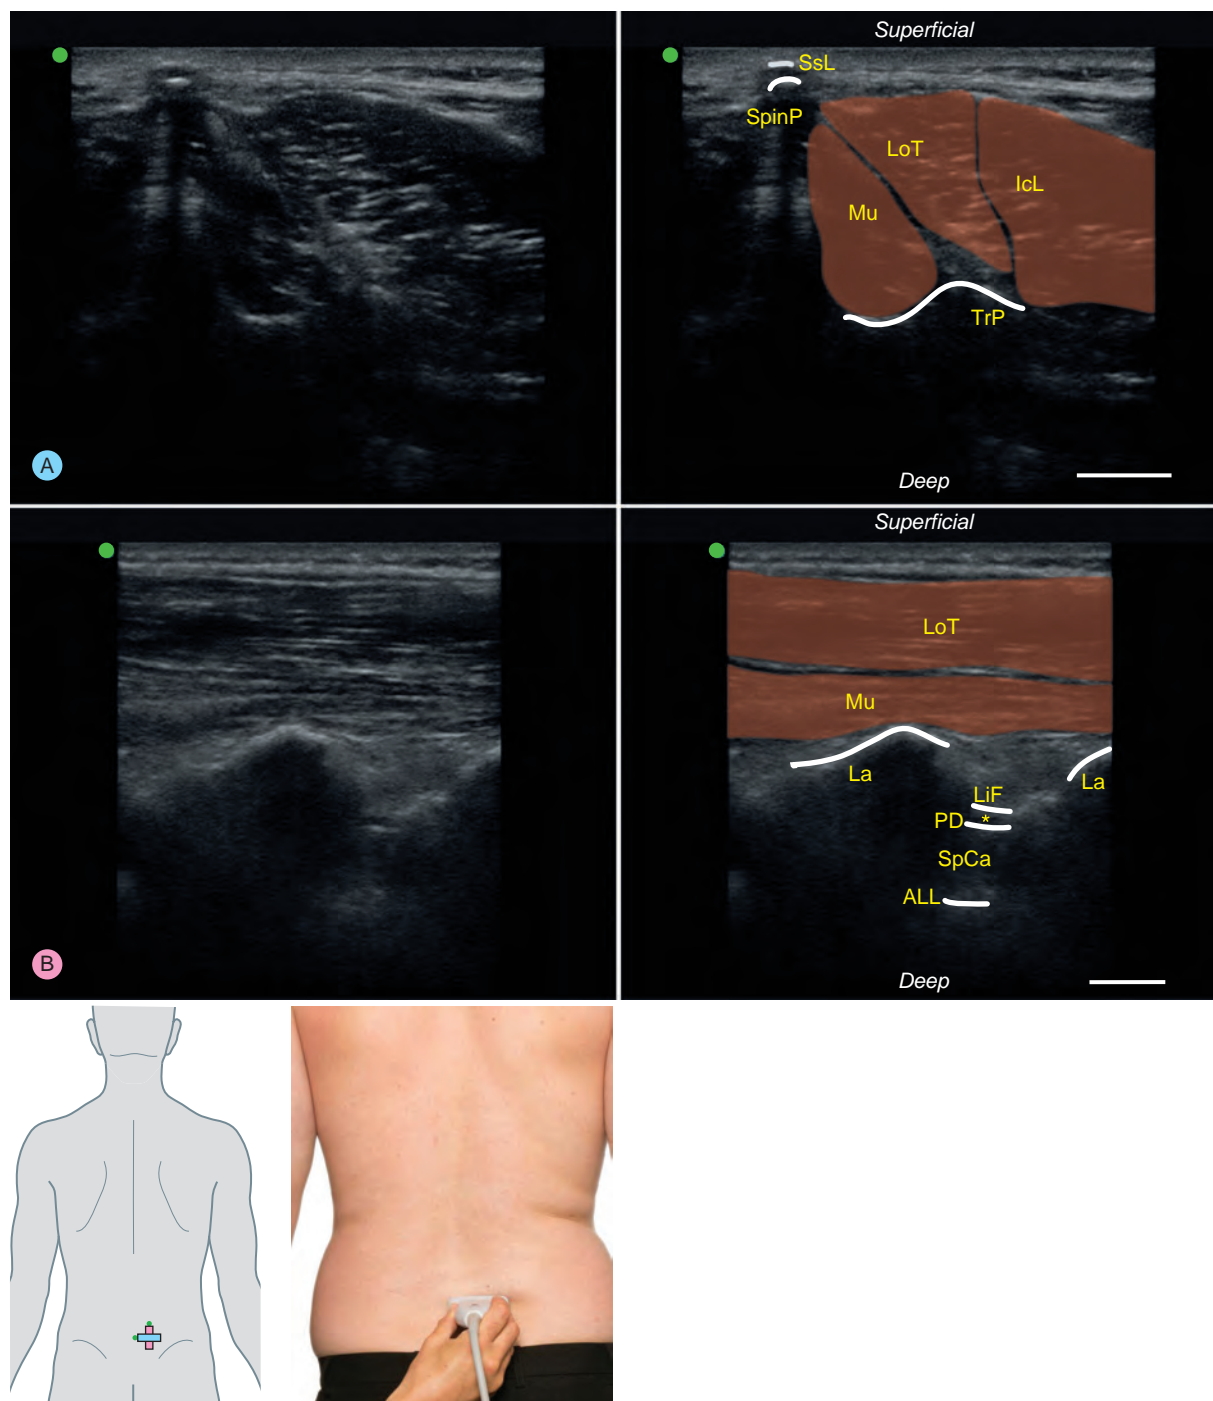 Superficial
SsL
SpinP
LoT
IcL
Mu
TrP
A
Deep
Superficial
LoT
Mu
La
La
LiF
PD *
SpCa
ALL
B
Deep